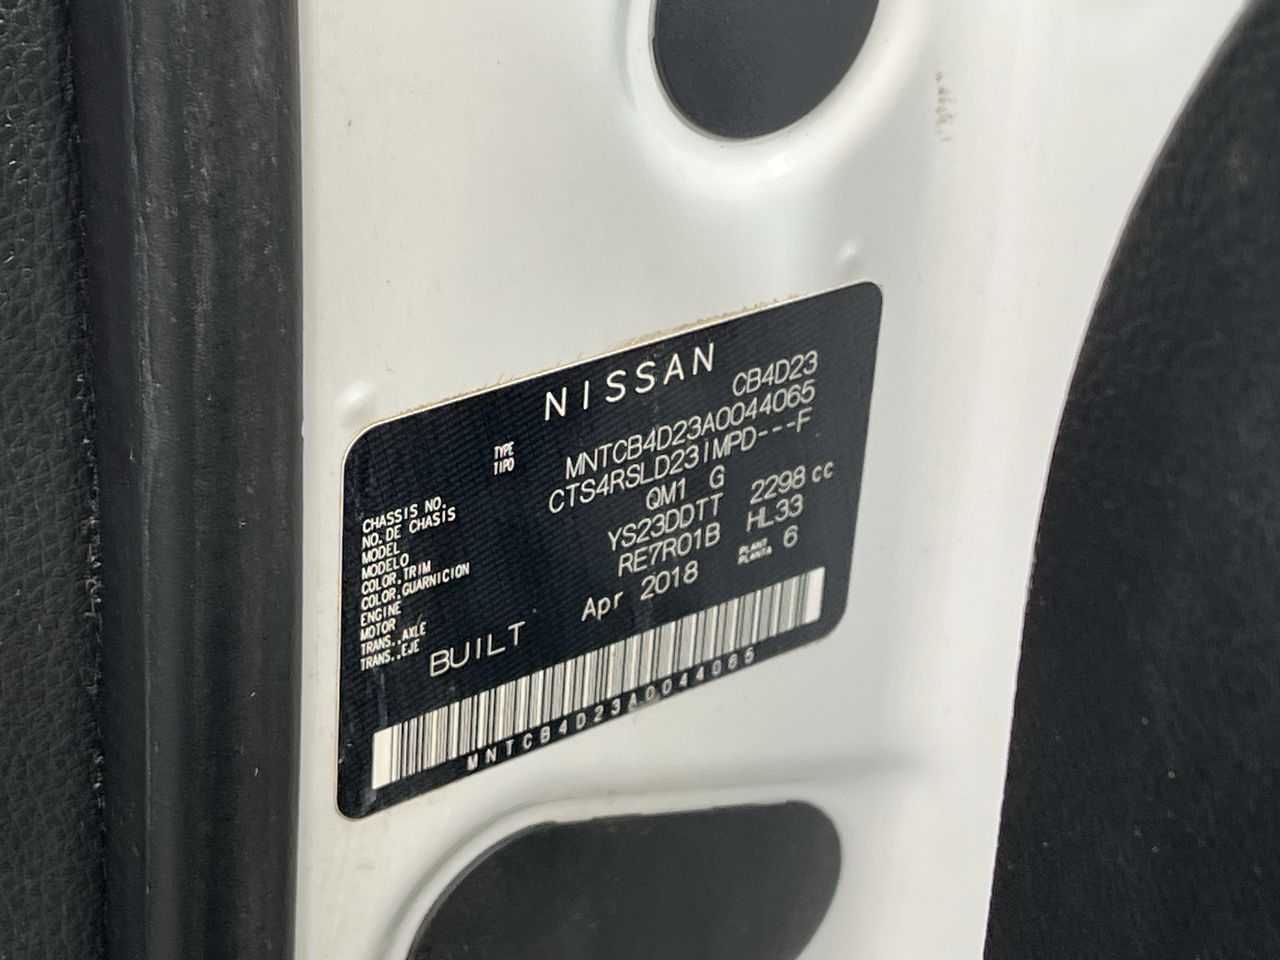 NISSAN
TYPE
TIPO
CB4D23
CHASSIS NO.
NO.DE CHASIS
MNTCB4D23A0044065
MODEL
MODELO
CTS4RSLD23IMPD---F
COLOR,TRIM
COLOR,GUARNICION
QM1 G
ENGINE
MOTOR
YS23DDTT 2298 cc
TRANS.,AXLE
TRANS.,EJE
RE7R01B HL33
BUILT Apr 2018
PLANT
PLANTA
6
MNTCB4D23A0044065